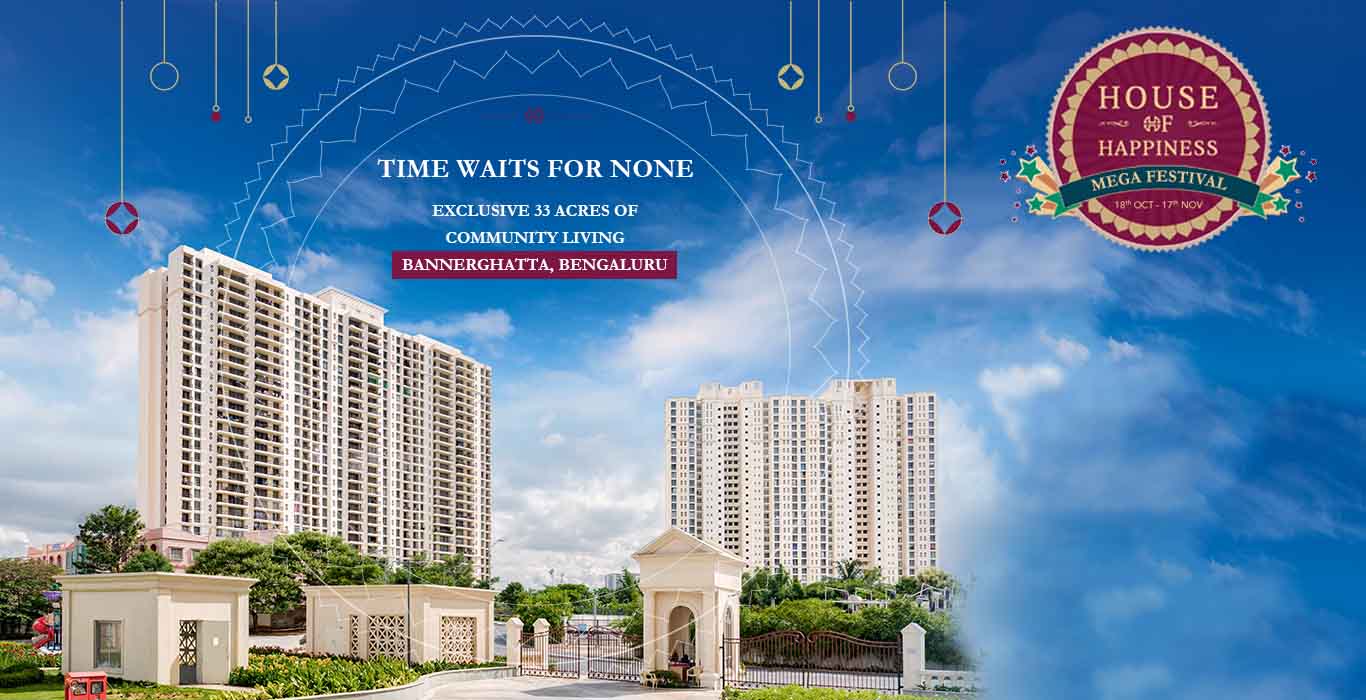 TIME WAITS FOR NONE
EXCLUSIVE 33 ACRES OF
COMMUNITY LIVING
BANNERGHATTA, BENGALURU
HOUSE
OF
HAPPINESS
MEGA FESTIVAL
18th OCT - 17th NOV